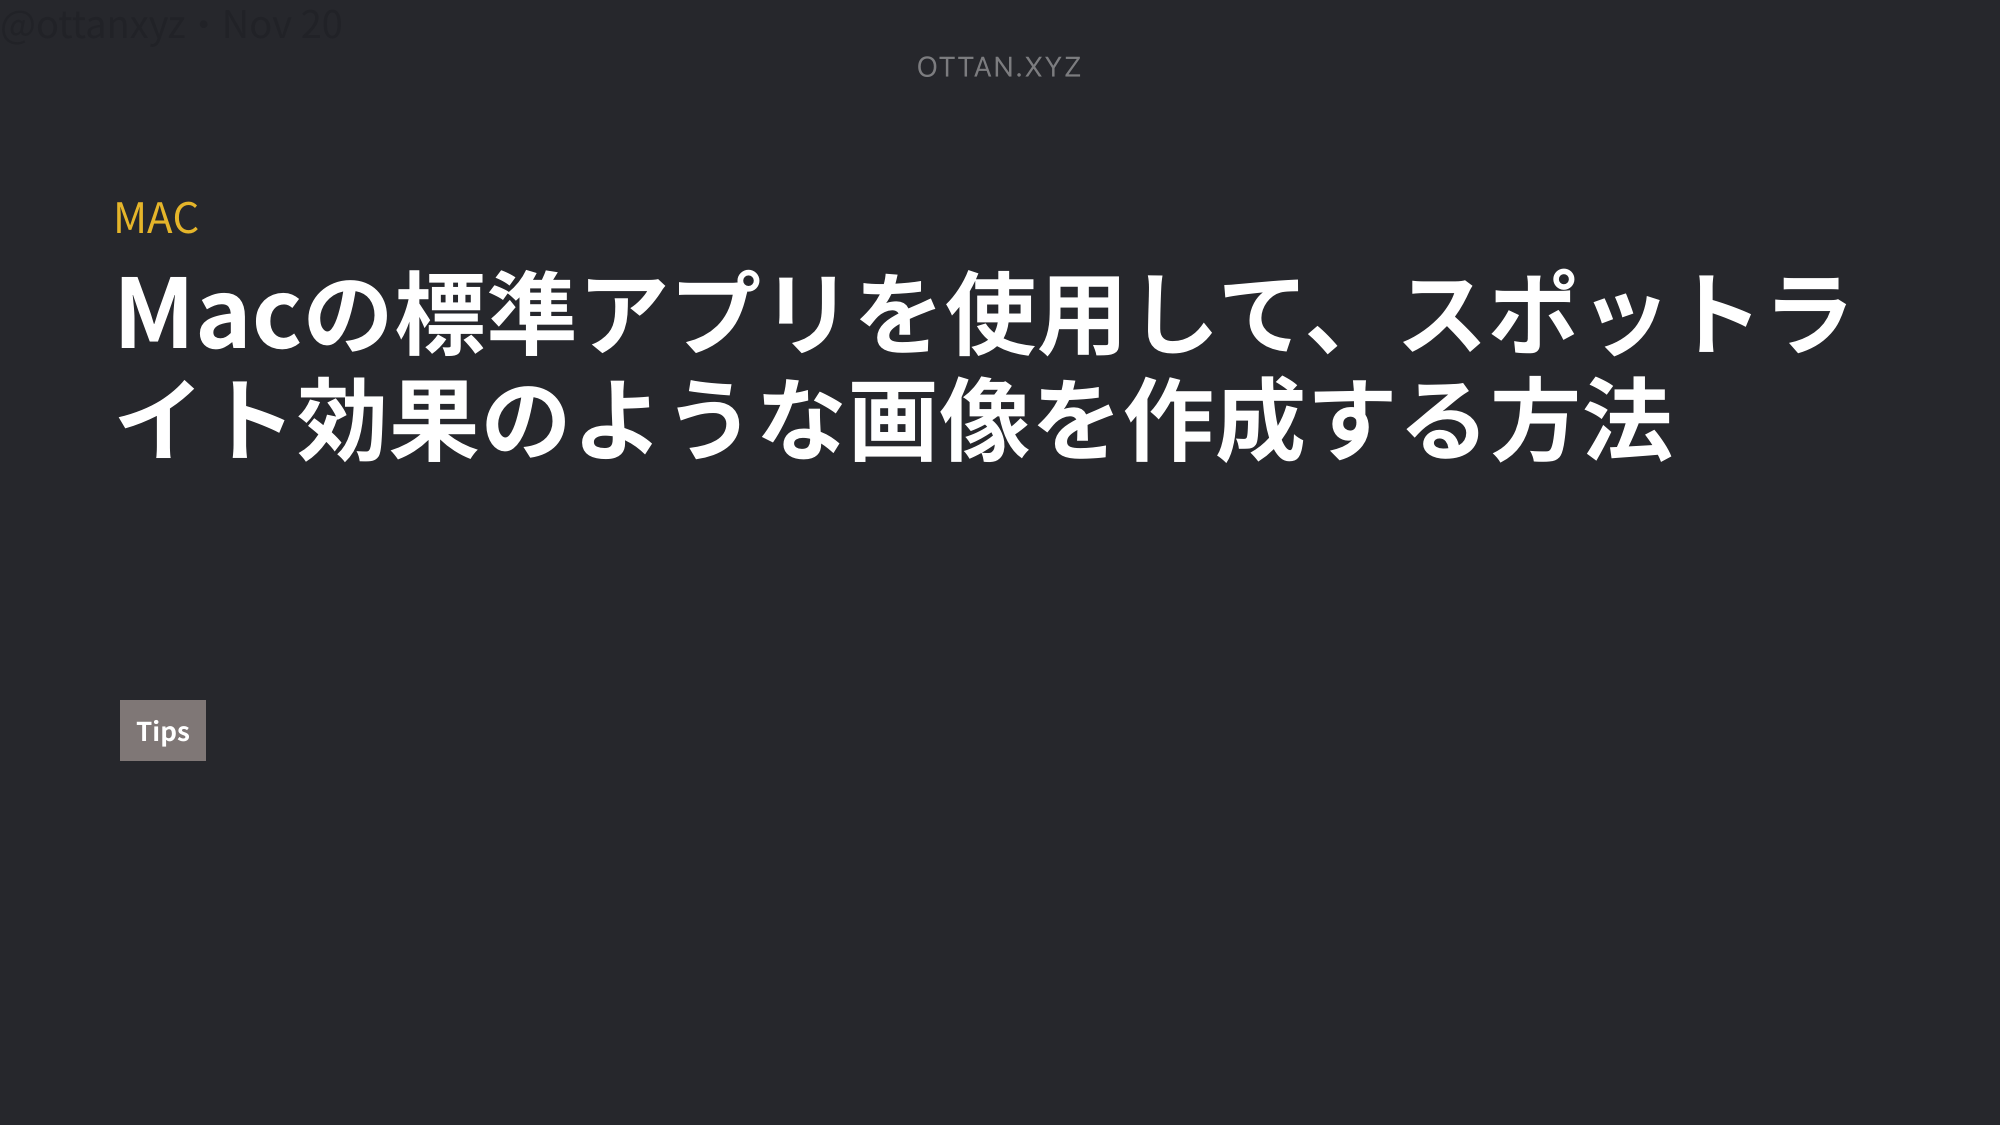 @ottanxyz・Nov 20
OTTAN.XYZ
MAC
Macの標準アプリを使用して、スポットラ
イト効果のような画像を作成する方法
Tips